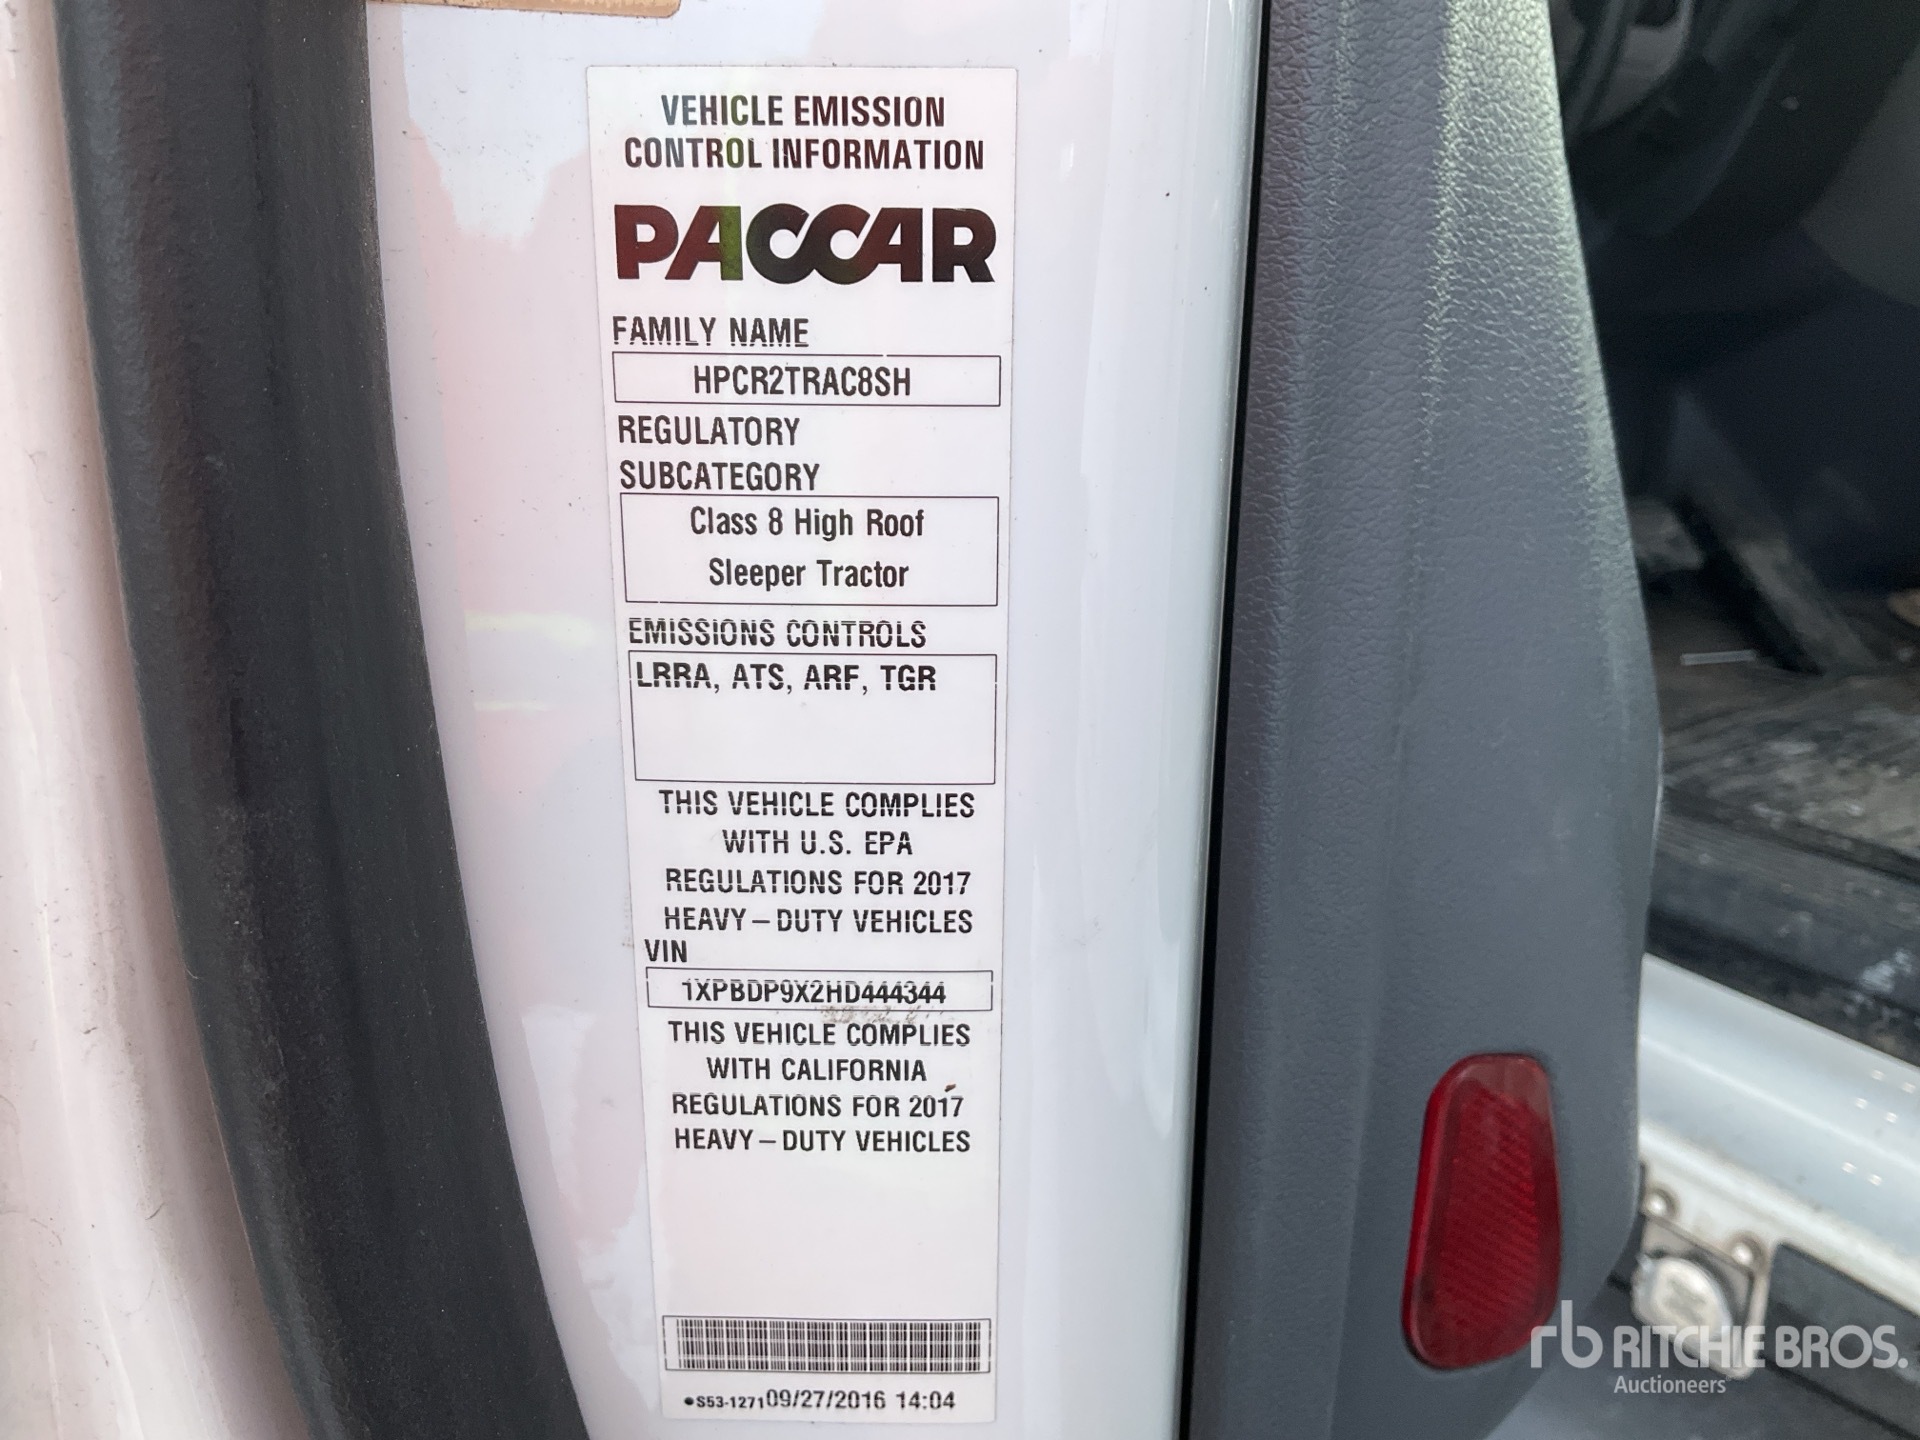 VEHICLE EMISSION
CONTROL INFORMATION
PACCAR
FAMILY NAME
HPCR2TRAC8SH
REGULATORY
SUBCATEGORY
Class 8 High Roof
Sleeper Tractor
EMISSIONS CONTROLS
LRRA, ATS, ARF, TGR
THIS VEHICLE COMPLIES
WITH U.S. EPA
REGULATIONS FOR 2017
HEAVY–DUTY VEHICLES
VIN
1XPBDP9X2HD444344
THIS VEHICLE COMPLIES
WITH CALIFORNIA
REGULATIONS FOR 2017
HEAVY–DUTY VEHICLES
•S53-1271 09/27/2016 14:04
rb RITCHIE BROS.
Auctioneers